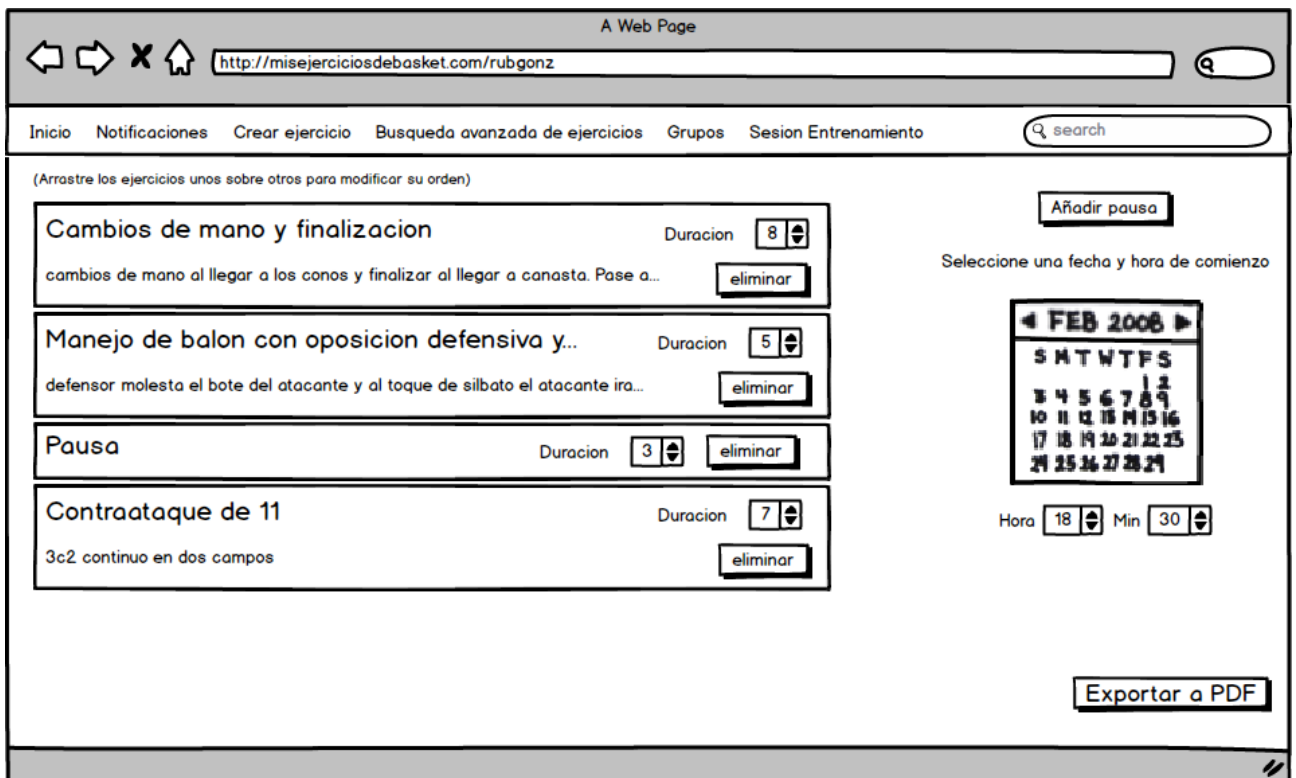 A Web Page
http://misejerciciosdebasket.com/rubgonz
Inicio Notificaciones Crear ejercicio Busqueda avanzada de ejercicios Grupos Sesion Entrenamiento search
(Arrastre los ejercicios unos sobre otros para modificar su orden)
Cambios de mano y finalizacion Duracion 8
cambios de mano al llegar a los conos y finalizar al llegar a canasta. Pase a... eliminar
Manejo de balon con oposicion defensiva y... Duracion 5
defensor molesta el bote del atacante y al toque de silbato el atacante ira... eliminar
Pausa Duracion 3 eliminar
Contraataque de 11 Duracion 7
3c2 continuo en dos campos eliminar
Añadir pausa
Seleccione una fecha y hora de comienzo
FEB 2008
S M T W T F S
1 2
3 4 5 6 7 8 9
10 11 12 13 14 15 16
17 18 19 20 21 22 23
24 25 26 27 28 29
Hora 18 Min 30
Exportar a PDF